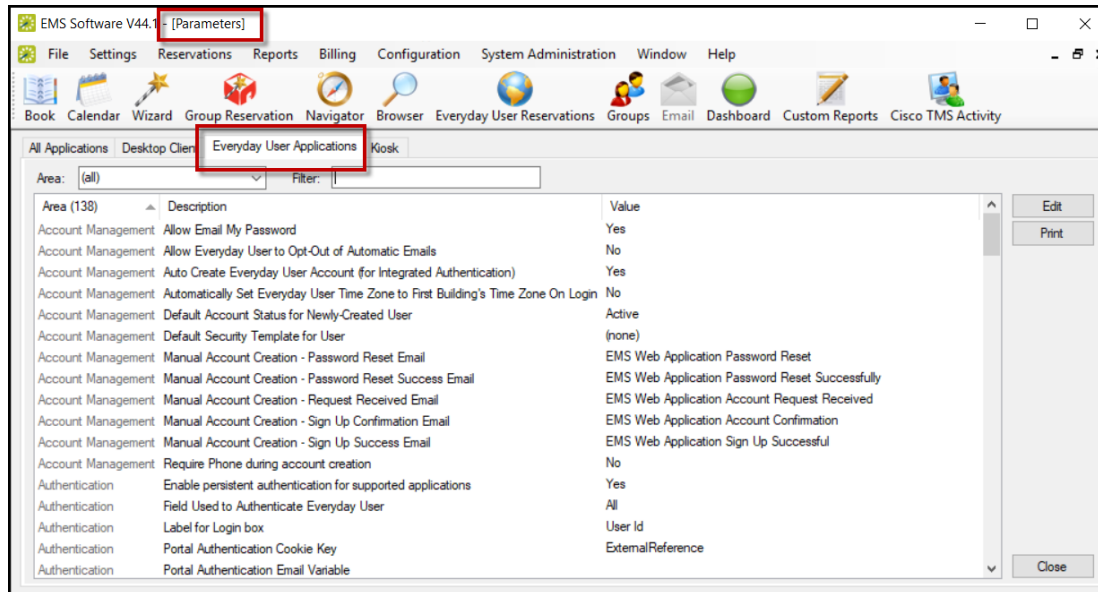 EMS Software V44.1 - [Parameters]
File Settings Reservations Reports Billing Configuration System Administration Window Help
Book Calendar Wizard Group Reservation Navigator Browser Everyday User Reservations Groups Email Dashboard Custom Reports Cisco TMS Activity
All Applications Desktop Client Everyday User Applications Kiosk
Area: (all) Filter:
Area (138) Description Value
Edit
Account Management Allow Email My Password Yes
Print
Account Management Allow Everyday User to Opt-Out of Automatic Emails No
Account Management Auto Create Everyday User Account (for Integrated Authentication) Yes
Account Management Automatically Set Everyday User Time Zone to First Building's Time Zone On Login No
Account Management Default Account Status for Newly-Created User Active
Account Management Default Security Template for User (none)
Account Management Manual Account Creation - Password Reset Email EMS Web Application Password Reset
Account Management Manual Account Creation - Password Reset Success Email EMS Web Application Password Reset Successfully
Account Management Manual Account Creation - Request Received Email EMS Web Application Account Request Received
Account Management Manual Account Creation - Sign Up Confirmation Email EMS Web Application Account Confirmation
Account Management Manual Account Creation - Sign Up Success Email EMS Web Application Sign Up Successful
Account Management Require Phone during account creation No
Authentication Enable persistent authentication for supported applications Yes
Authentication Field Used to Authenticate Everyday User All
Authentication Label for Login box User Id
Authentication Portal Authentication Cookie Key ExternalReference
Authentication Portal Authentication Email Variable
Close